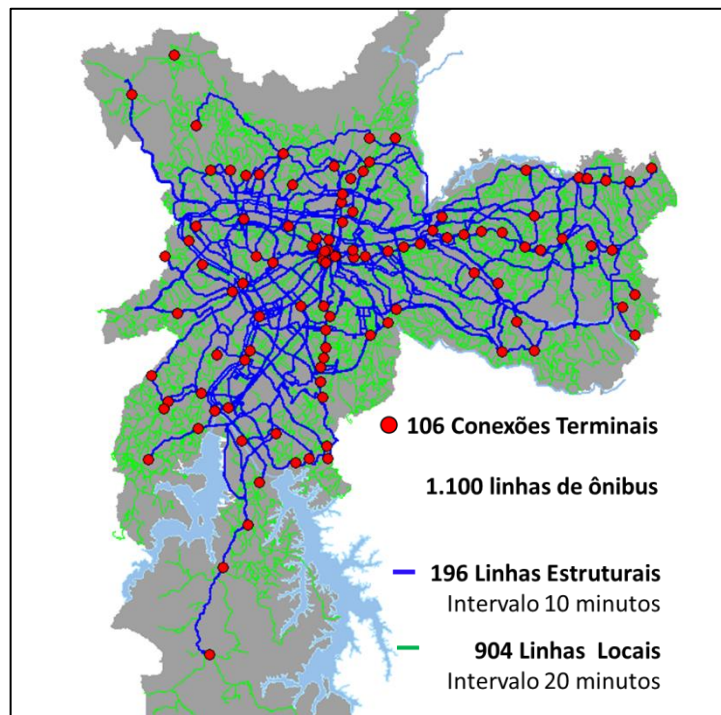 106 Conexões Terminais
1.100 linhas de ônibus
196 Linhas Estruturais
Intervalo 10 minutos
904 Linhas Locais
Intervalo 20 minutos